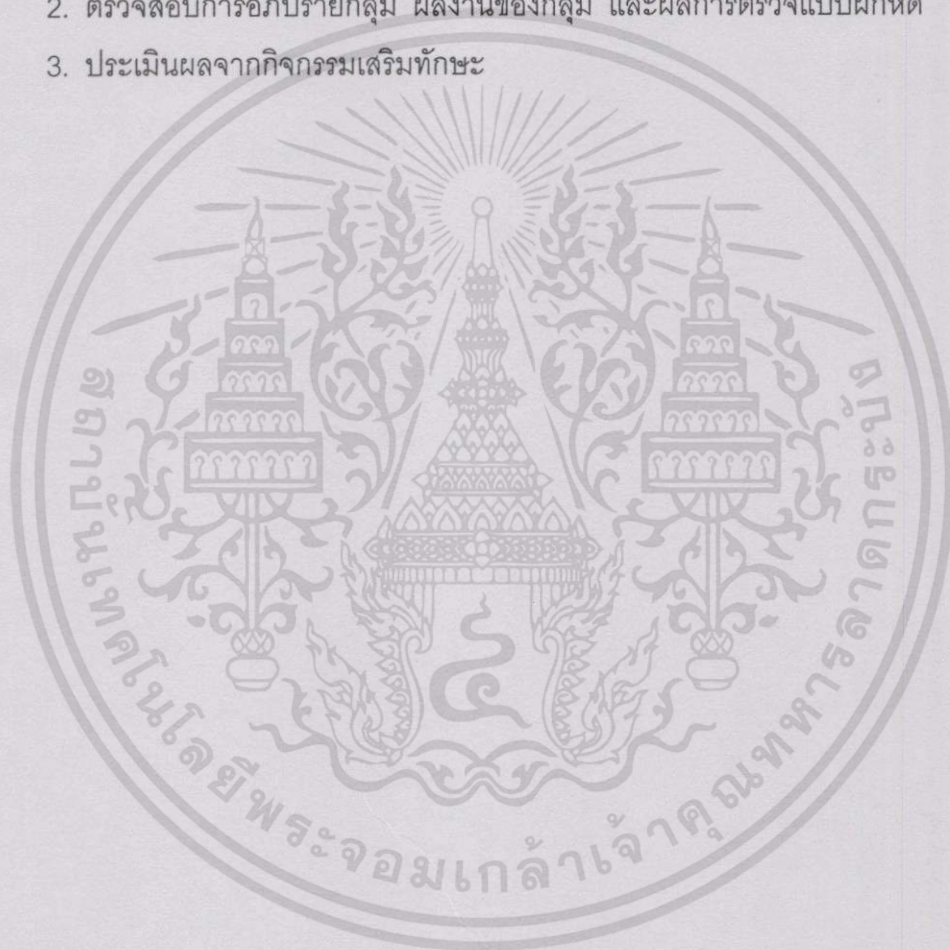 2. ตรวจสอบการอภิปรายกลุ่ม ผลงานของกลุ่ม และผลการตรวจแบบฝึกหัด
3. ประเมินผลจากกิจกรรมเสริมทักษะ
สถาบันเทคโนโลยีพระจอมเกล้าเจ้าคุณทหารลาดกระบัง
๔